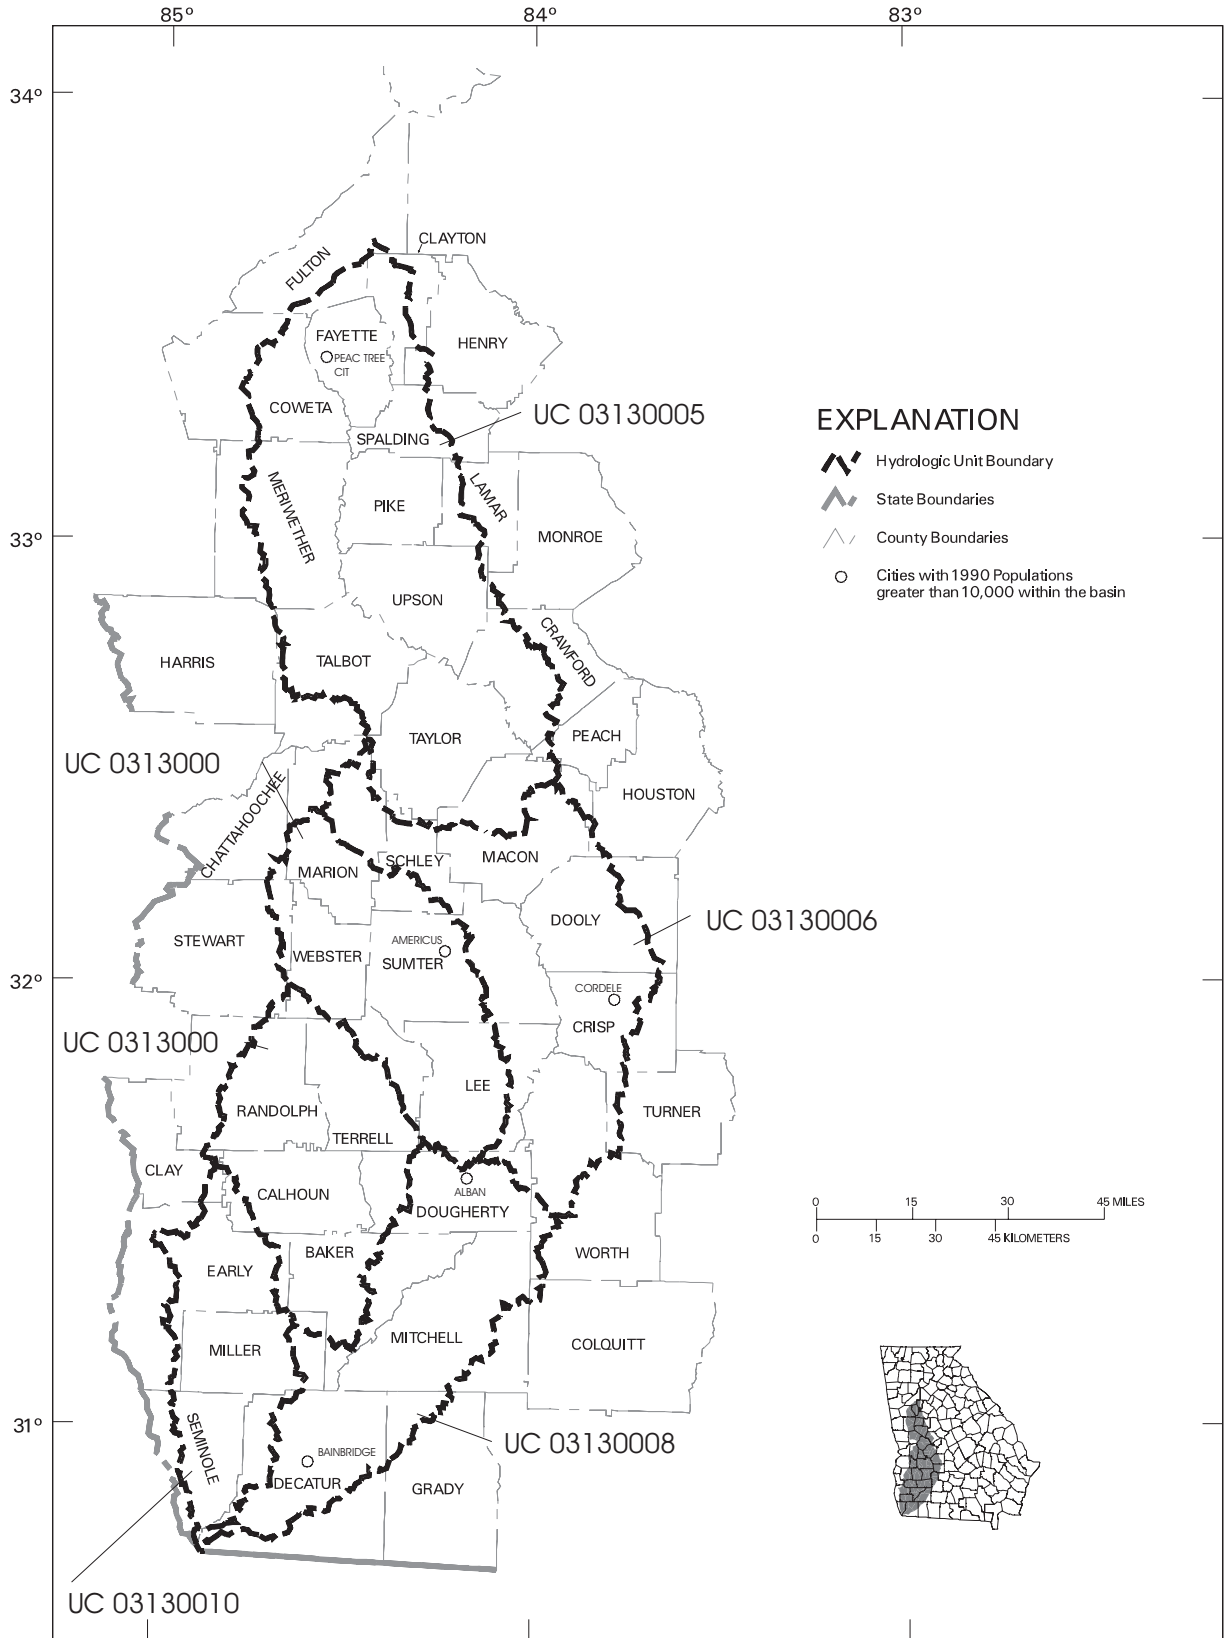 85°
84°
83°
34°
CLAYTON
FULTON
FAYETTE
HENRY
PEAC TREE
CIT
COWETA
UC 03130005
EXPLANATION
SPALDING
Hydrologic Unit Boundary
MERIWETHER
LAMAR
PIKE
State Boundaries
33°
MONROE
County Boundaries
Cities with 1990 Populations
greater than 10,000 within the basin
UPSON
CRAWFORD
HARRIS
TALBOT
TAYLOR
PEACH
UC 0313000
HOUSTON
CHATTAHOOCHEE
MARION
SCHLEY
MACON
DOOLY
UC 03130006
STEWART
AMERICUS
WEBSTER
SUMTER
32°
CORDELE
CRISP
UC 0313000
LEE
RANDOLPH
TURNER
TERRELL
CLAY
CALHOUN
ALBAN
DOUGHERTY
0 15 30 45 MILES
0 15 30 45 KILOMETERS
BAKER
WORTH
EARLY
MITCHELL
COLQUITT
MILLER
31°
SEMINOLE
UC 03130008
BAINBRIDGE
DECATUR
GRADY
UC 03130010